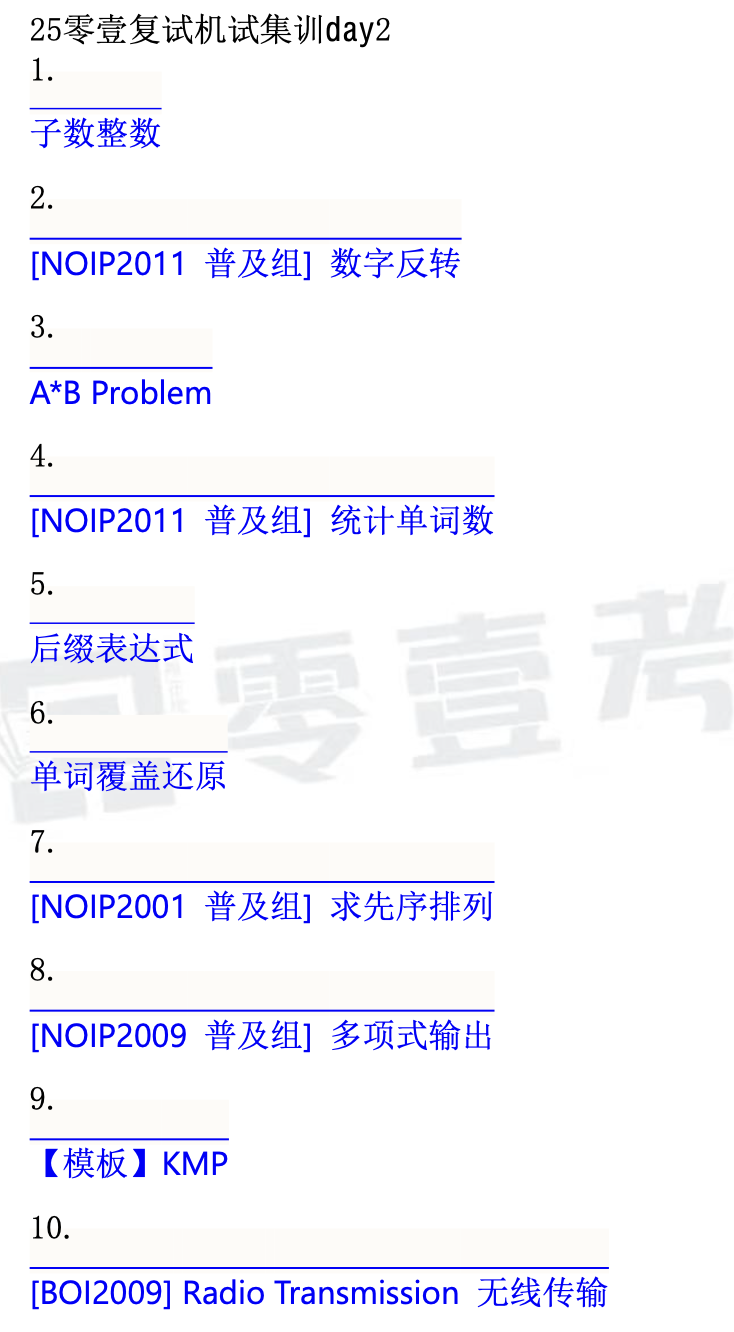 25零壹复试机试集训day2
1.
子数整数
2.
[NOIP2011 普及组] 数字反转
3.
A*B Problem
4.
[NOIP2011 普及组] 统计单词数
5.
后缀表达式
6.
单词覆盖还原
7.
[NOIP2001 普及组] 求先序排列
8.
[NOIP2009 普及组] 多项式输出
9.
【模板】KMP
10.
[BOI2009] Radio Transmission 无线传输
零壹考